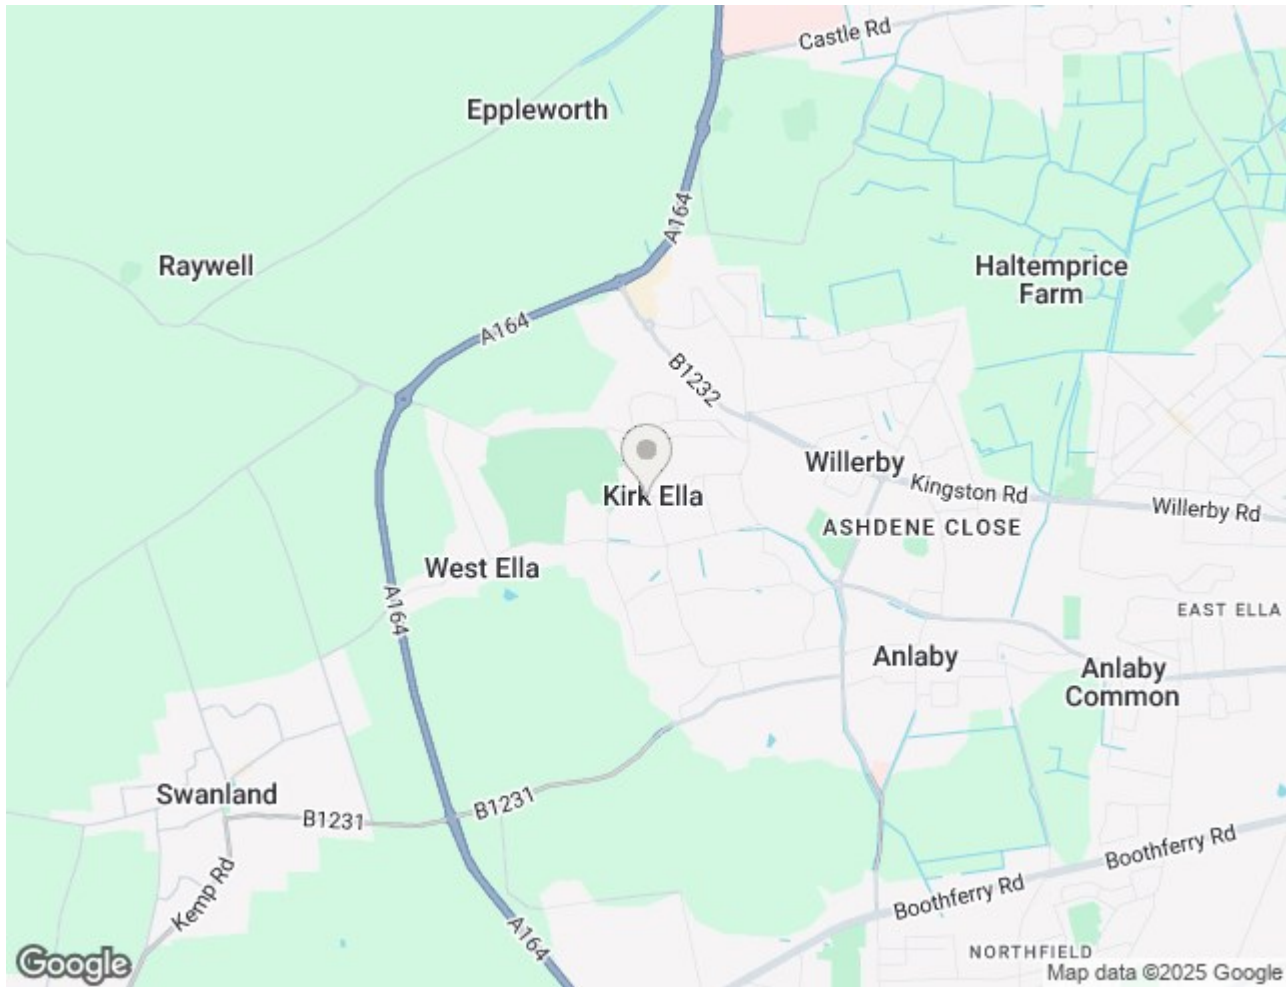 Castle Rd
Eppleworth
A164
Raywell
Haltemprice
Farm
A164
B1232
Willerby
Kingston Rd
Kirk Ella
Willerby Rd
ASHDENE CLOSE
West Ella
A164
EAST ELLA
Anlaby
Anlaby
Common
Swanland
B1231
B1231
Boothferry Rd
Kemp Rd
Boothferry Rd
A164
NORTHFIELD
Google
Map data ©2025 Google